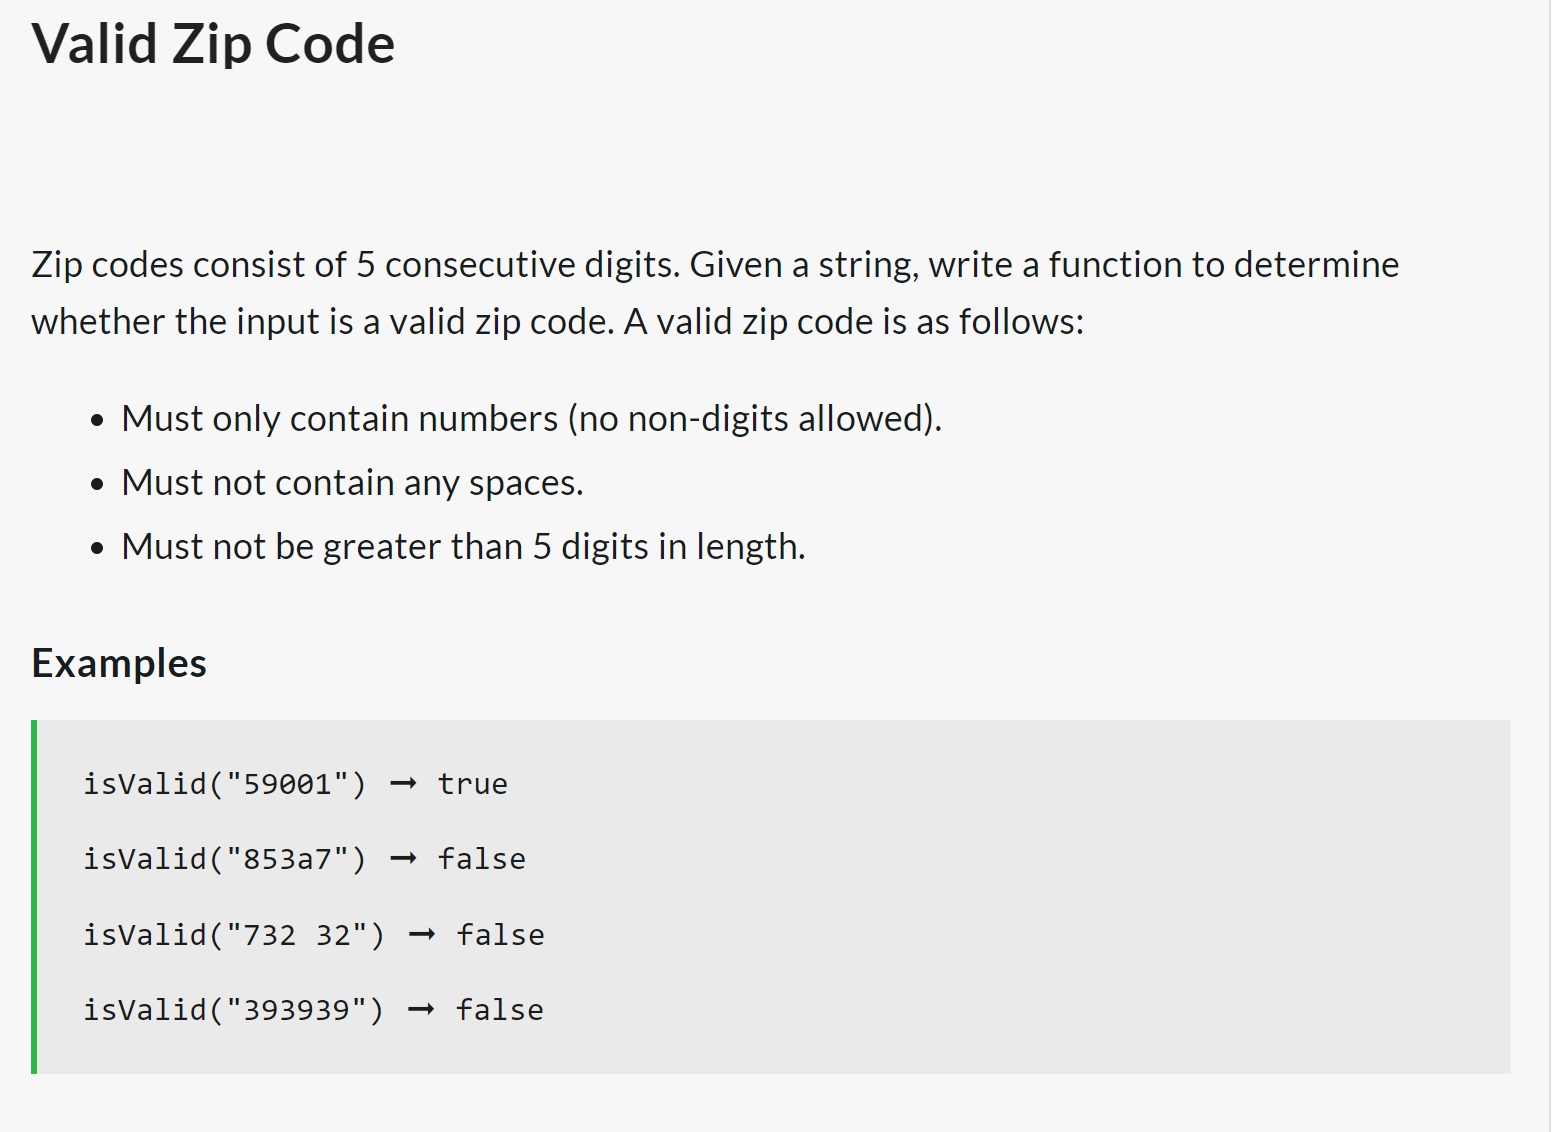 Valid Zip Code
Zip codes consist of 5 consecutive digits. Given a string, write a function to determine
whether the input is a valid zip code. A valid zip code is as follows:
• Must only contain numbers (no non-digits allowed).
• Must not contain any spaces.
• Must not be greater than 5 digits in length.
Examples
isValid("59001") ➞ true
isValid("853a7") ➞ false
isValid("732 32") ➞ false
isValid("393939") ➞ false